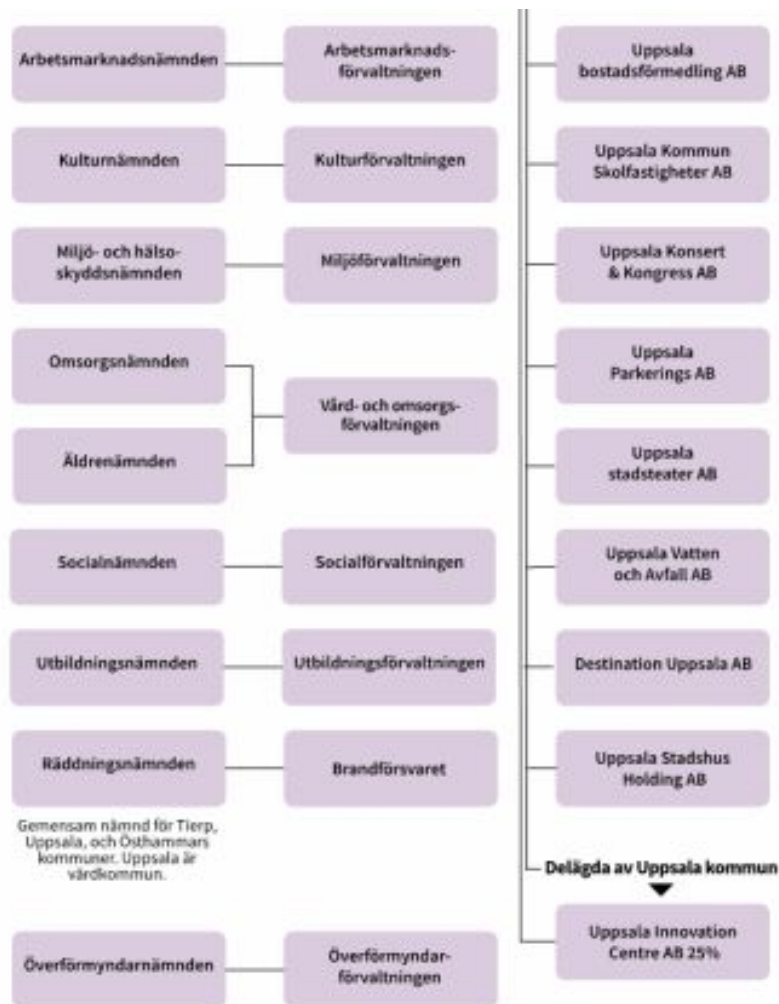 Arbetsmarknadsnämnden
Arbetsmarknads-
förvaltningen
Uppsala
bostadsförmedling AB
Kulturnämnden
Kulturförvaltningen
Uppsala Kommun
Skolfastigheter AB
Miljö- och hälso-
skyddsnämnden
Miljöförvaltningen
Uppsala Konsert
& Kongress AB
Omsorgsnämnden
Äldrenämnden
Vård- och omsorgs-
förvaltningen
Uppsala
Parkerings AB
Uppsala
stadsteater AB
Socialnämnden
Socialförvaltningen
Uppsala Vatten
och Avfall AB
Utbildningsnämnden
Utbildningsförvaltningen
Destination Uppsala AB
Räddningsnämnden
Brandförsvaret
Uppsala Stadshus
Holding AB
Gemensam nämnd för Tierp,
Uppsala, och Östhammars
kommuner. Uppsala är
värdkommun.
Delägda av Uppsala kommun
Överförmyndarnämnden
Överförmyndar-
förvaltningen
Uppsala Innovation
Centre AB 25%